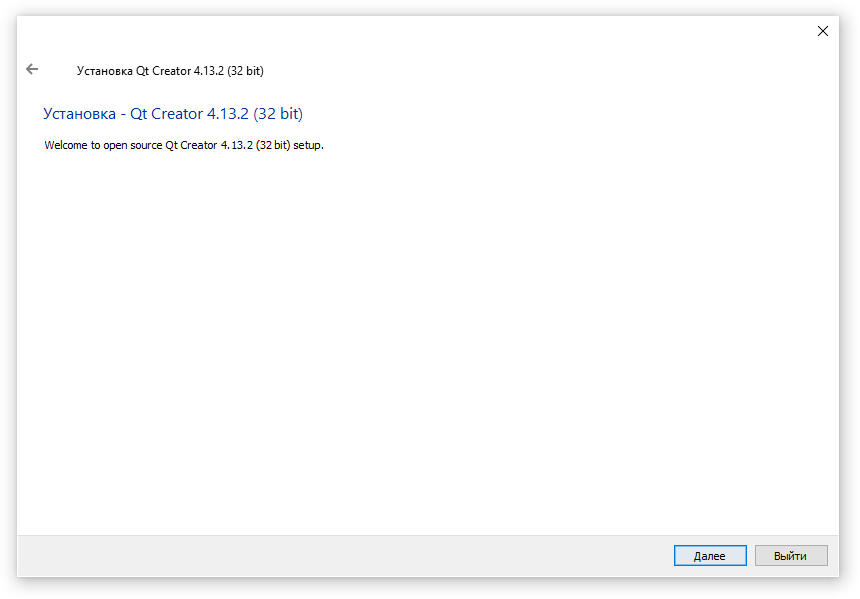 Установка Qt Creator 4.13.2 (32 bit)
Установка - Qt Creator 4.13.2 (32 bit)
Welcome to open source Qt Creator 4.13.2 (32 bit) setup.
Далее Выйти